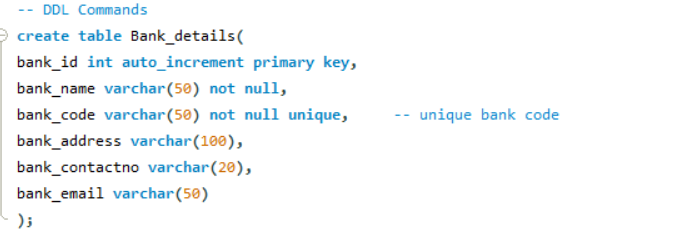 -- DDL Commands
create table Bank_details(
bank_id int auto_increment primary key,
bank_name varchar(50) not null,
bank_code varchar(50) not null unique,     -- unique bank code
bank_address varchar(100),
bank_contactno varchar(20),
bank_email varchar(50)
);